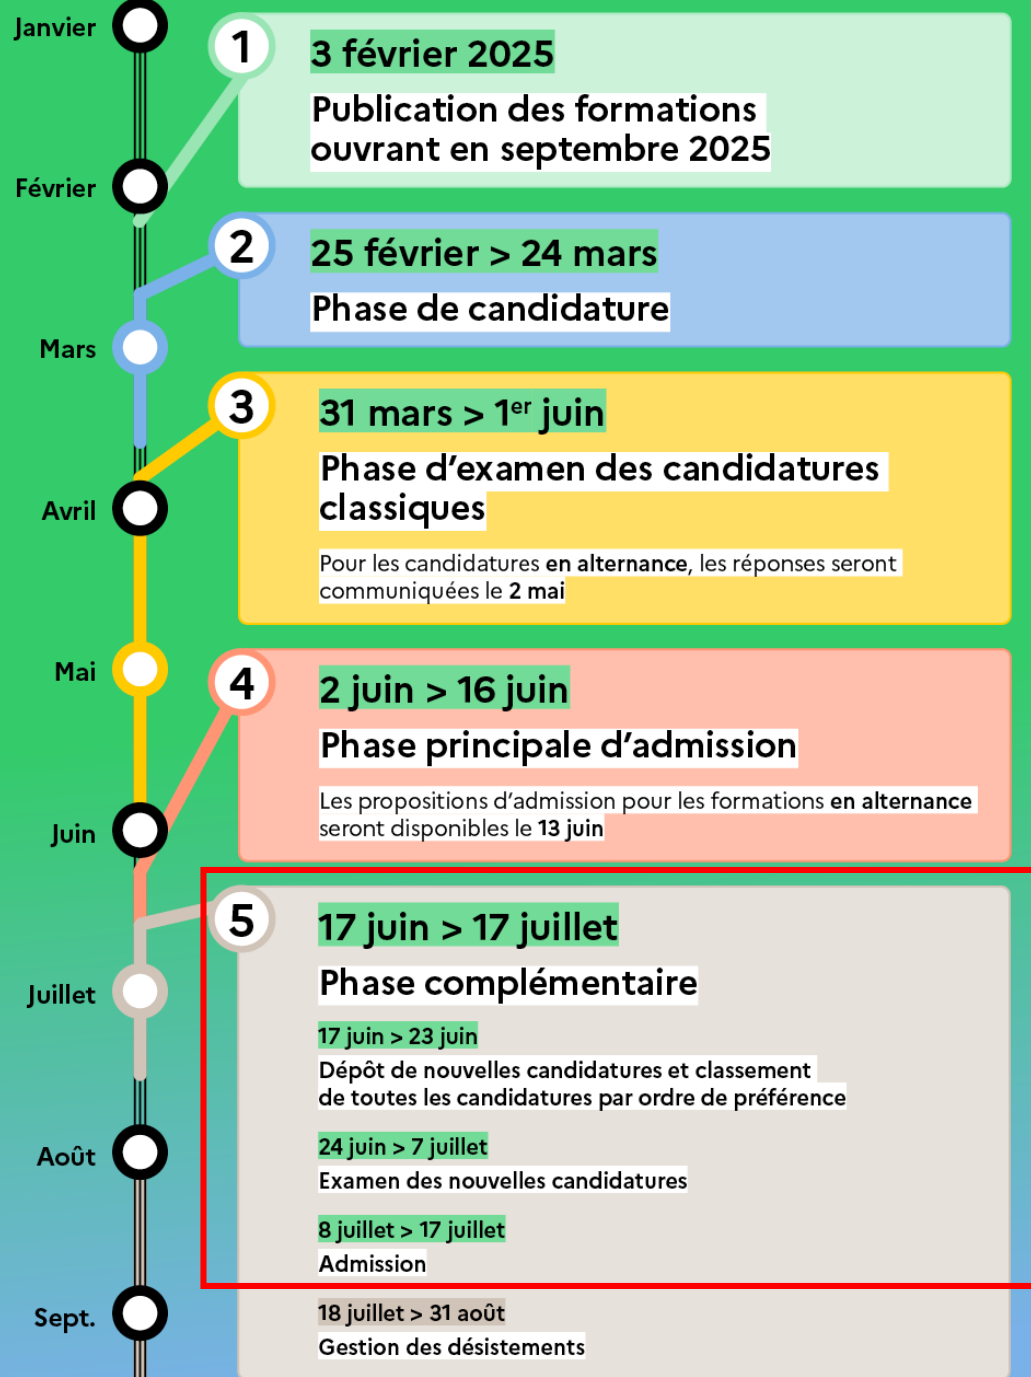 Janvier
1
3 février 2025
Publication des formations
ouvrant en septembre 2025
Février
2
25 février > 24 mars
Phase de candidature
Mars
3
31 mars > 1er juin
Phase d’examen des candidatures
classiques
Avril
Pour les candidatures en alternance, les réponses seront
communiquées le 2 mai
Mai
4
2 juin > 16 juin
Phase principale d’admission
Les propositions d’admission pour les formations en alternance
seront disponibles le 13 juin
Juin
5
17 juin > 17 juillet
Phase complémentaire
Juillet
17 juin > 23 juin
Dépôt de nouvelles candidatures et classement
de toutes les candidatures par ordre de préférence
24 juin > 7 juillet
Août
Examen des nouvelles candidatures
8 juillet > 17 juillet
Admission
18 juillet > 31 août
Sept.
Gestion des désistements